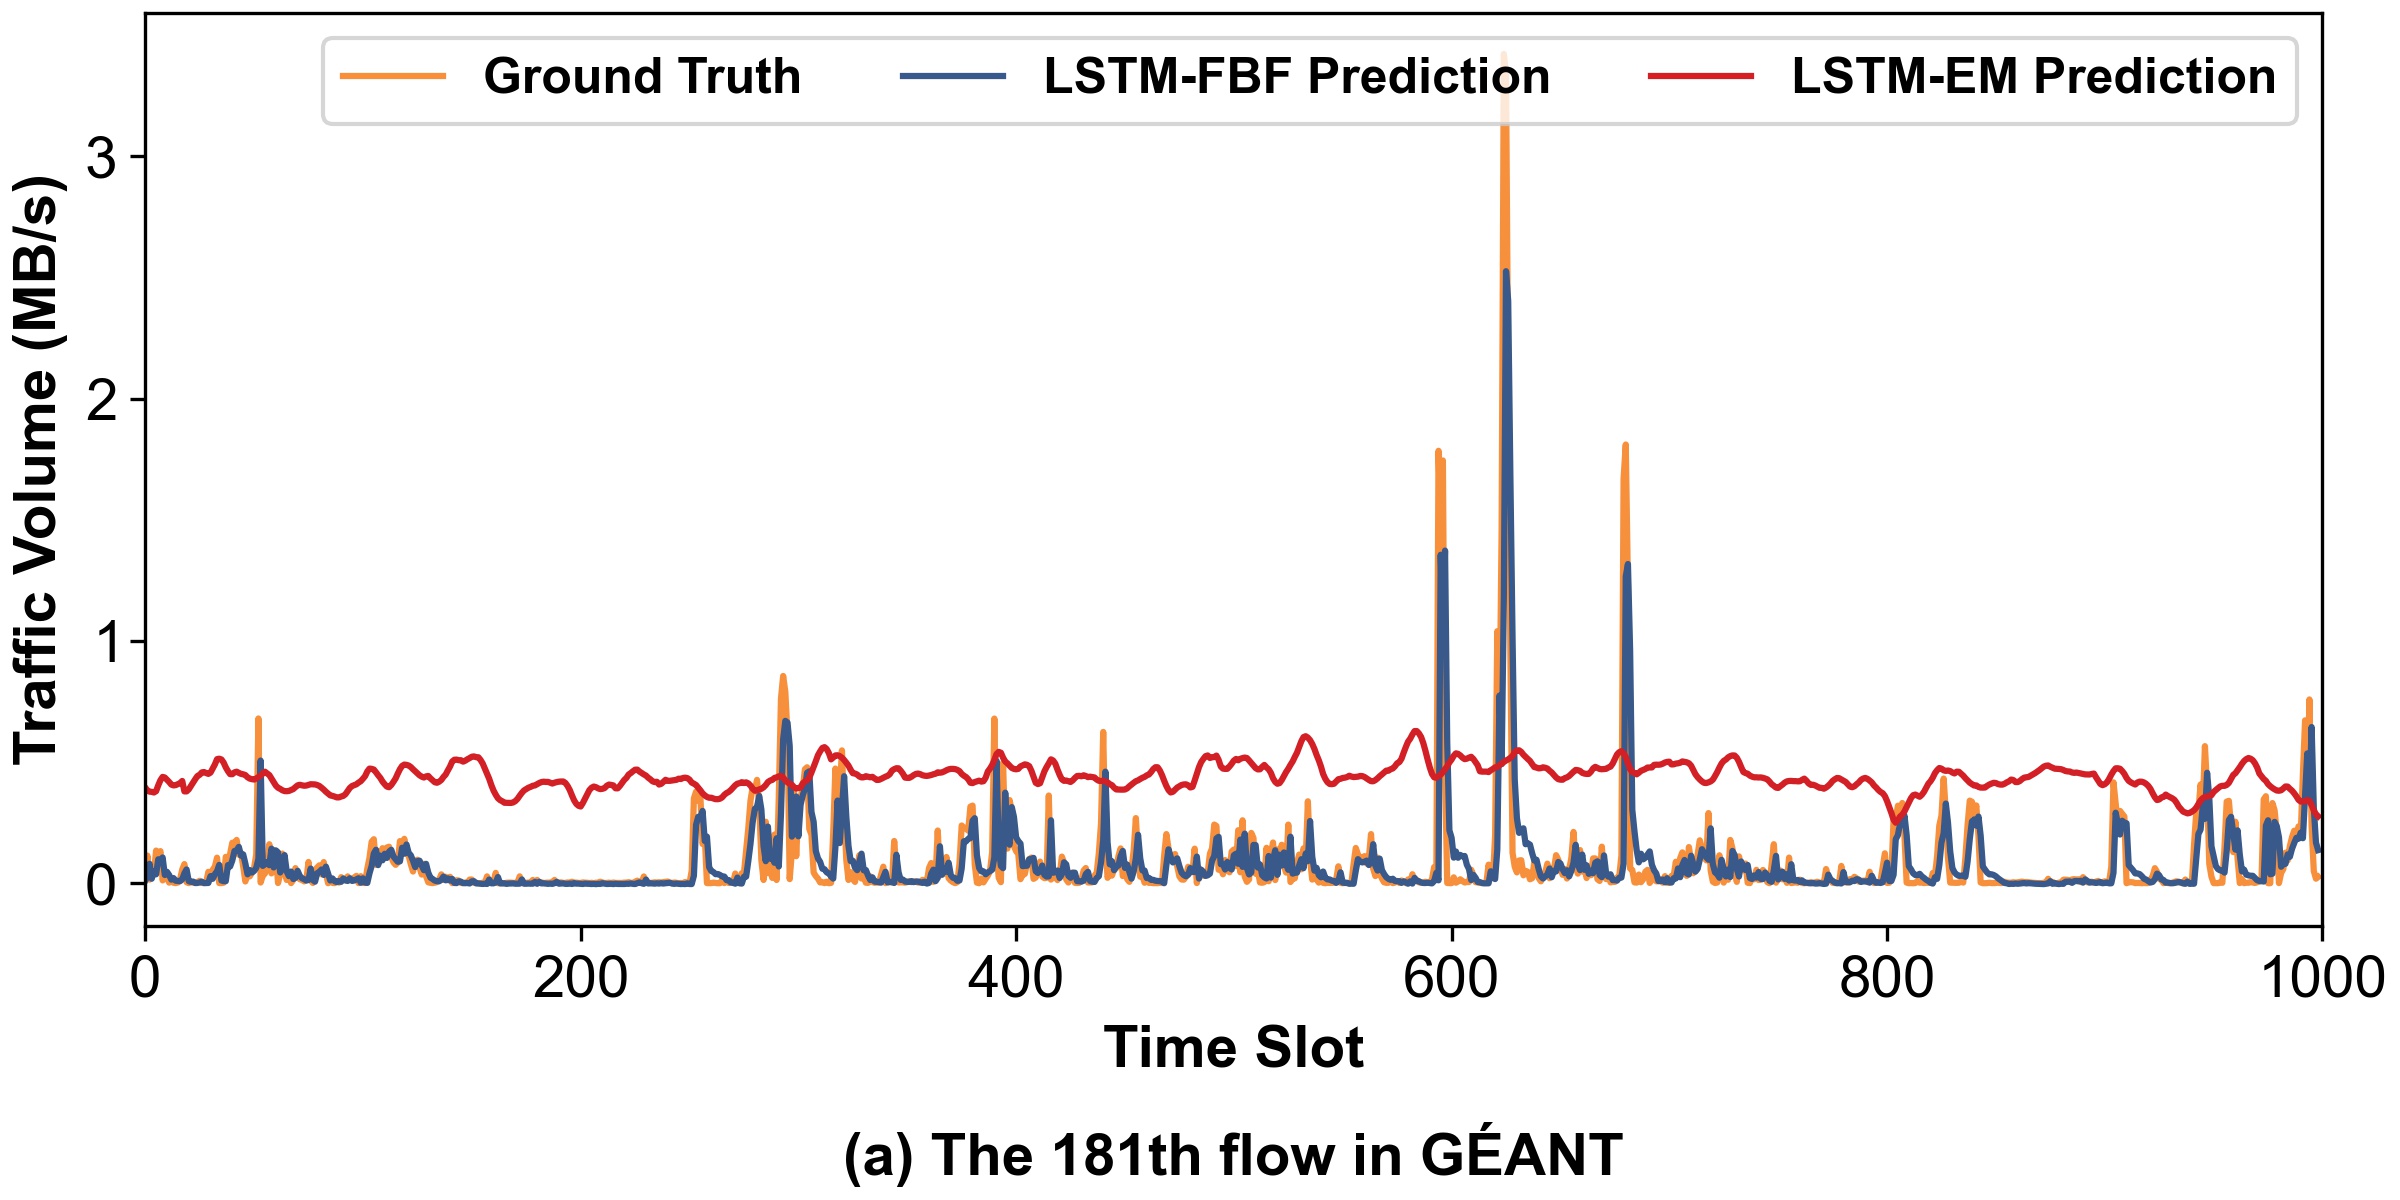 Ground Truth LSTM-FBF Prediction LSTM-EM Prediction
3
2
1
0
Traffic Volume (MB/s)
0 200 400 600 800 1000
Time Slot
(a) The 181th flow in GÉANT